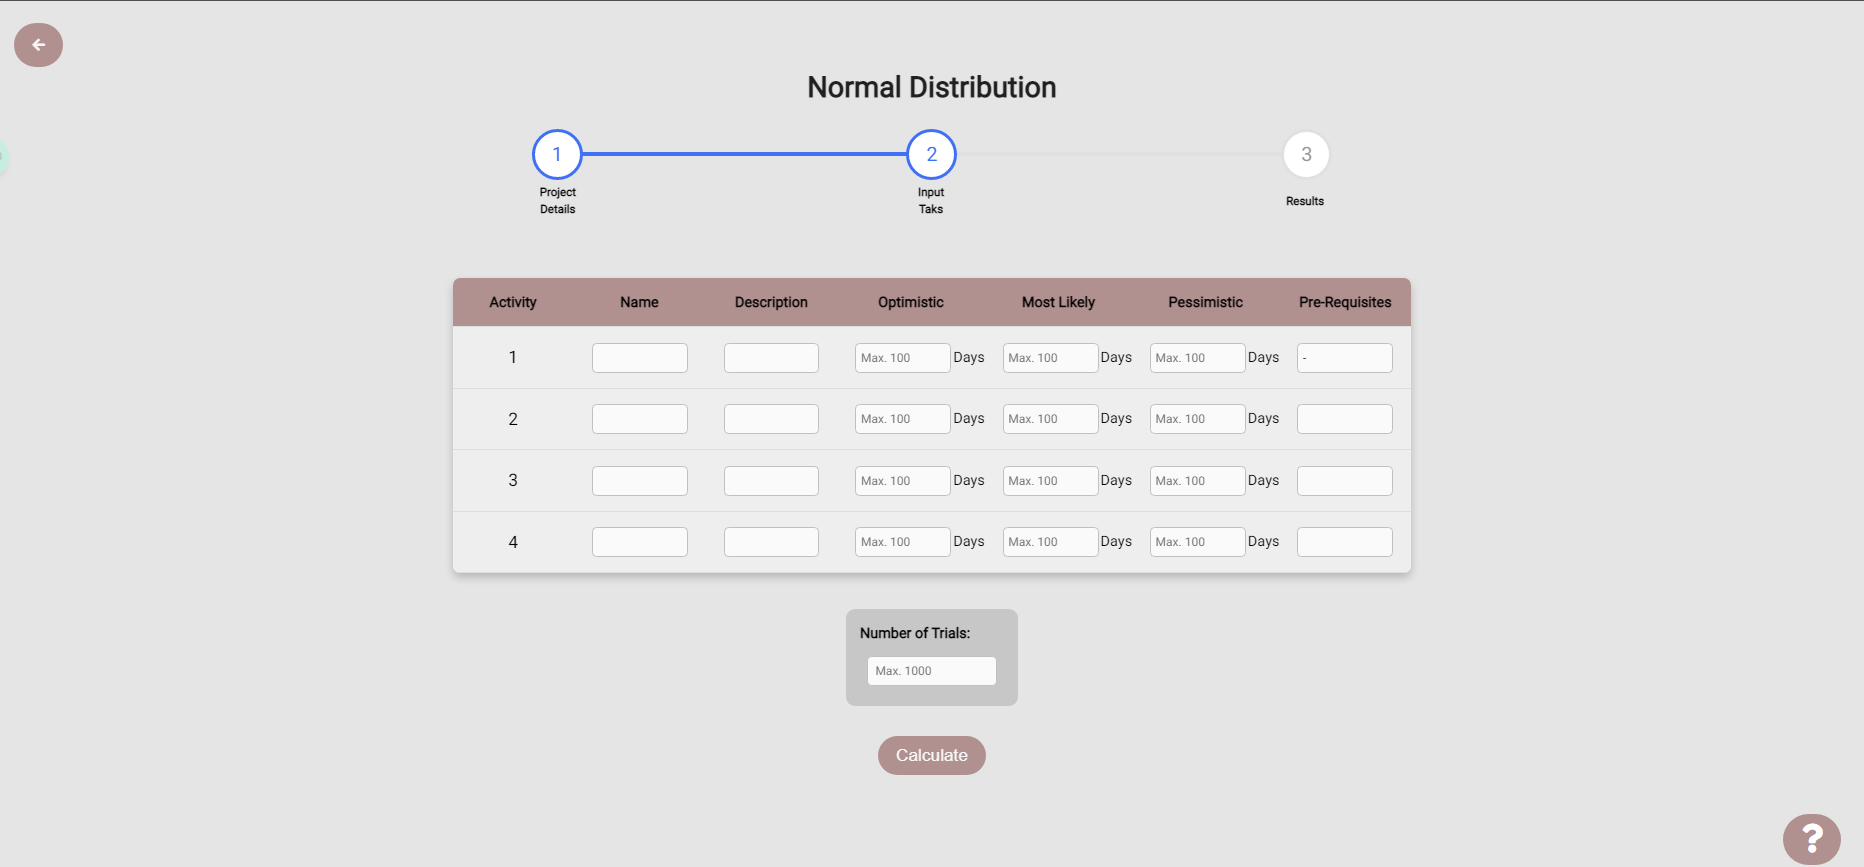 Normal Distribution
1 2 3
Project Input
Details Taks Results
Activity Name Description Optimistic Most Likely Pessimistic Pre-Requisites
1 Max. 100 Days Max. 100 Days Max. 100 Days -
2 Max. 100 Days Max. 100 Days Max. 100 Days
3 Max. 100 Days Max. 100 Days Max. 100 Days
4 Max. 100 Days Max. 100 Days Max. 100 Days
Number of Trials:
Max. 1000
Calculate
?